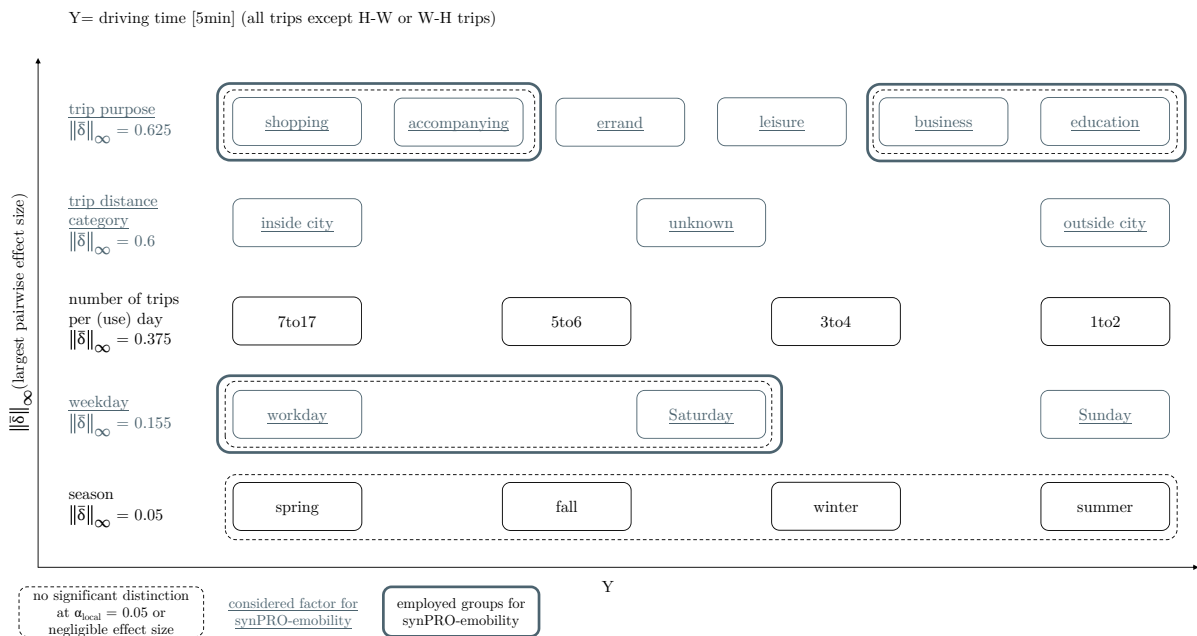 Y= driving time [5min] (all trips except H-W or W-H trips)
trip purpose
‖δ̄‖∞ = 0.625
shopping
accompanying
errand
leisure
business
education
trip distance
category
‖δ̄‖∞ = 0.6
inside city
unknown
outside city
number of trips
per (use) day
‖δ̄‖∞ = 0.375
7to17
5to6
3to4
1to2
weekday
‖δ̄‖∞ = 0.155
workday
Saturday
Sunday
season
‖δ̄‖∞ = 0.05
spring
fall
winter
summer
‖δ̄‖∞(largest pairwise effect size)
Y
no significant distinction
at αlocal = 0.05 or
negligible effect size
considered factor for
synPRO-emobility
employed groups for
synPRO-emobility